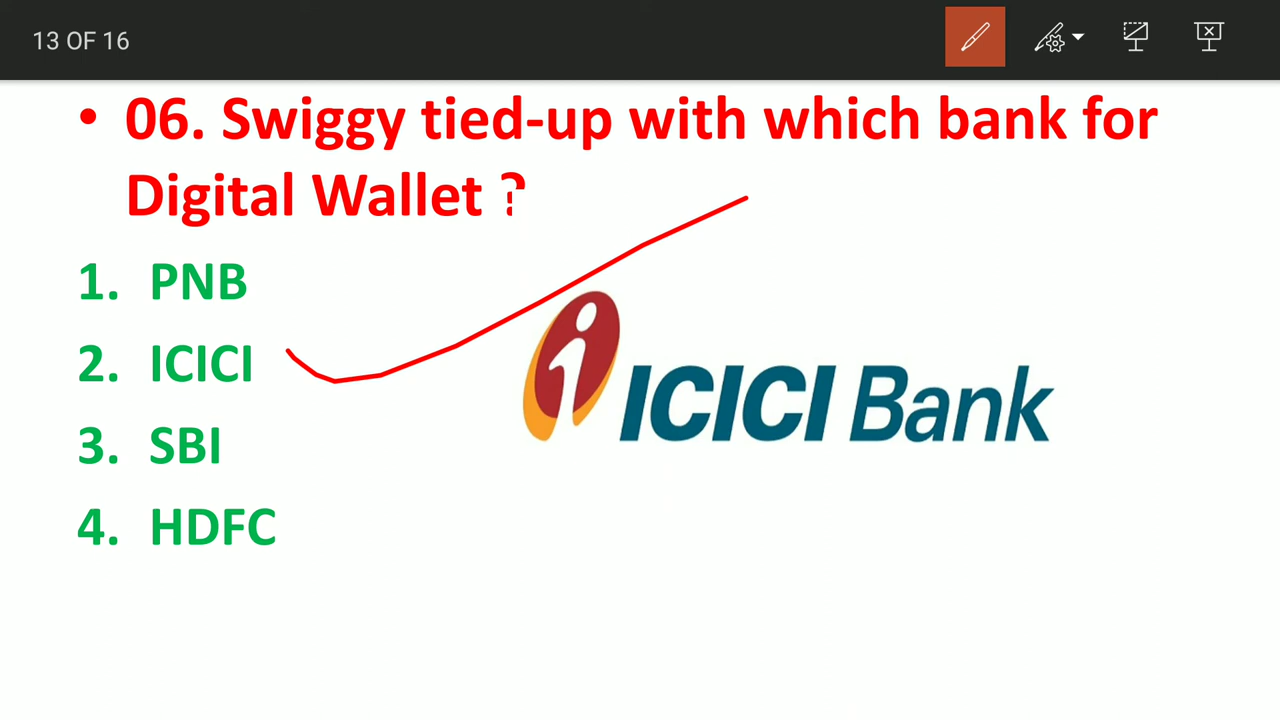 13 OF 16
• 06. Swiggy tied-up with which bank for
Digital Wallet ?
1. PNB
2. ICICI
3. SBI
4. HDFC
ICICI Bank